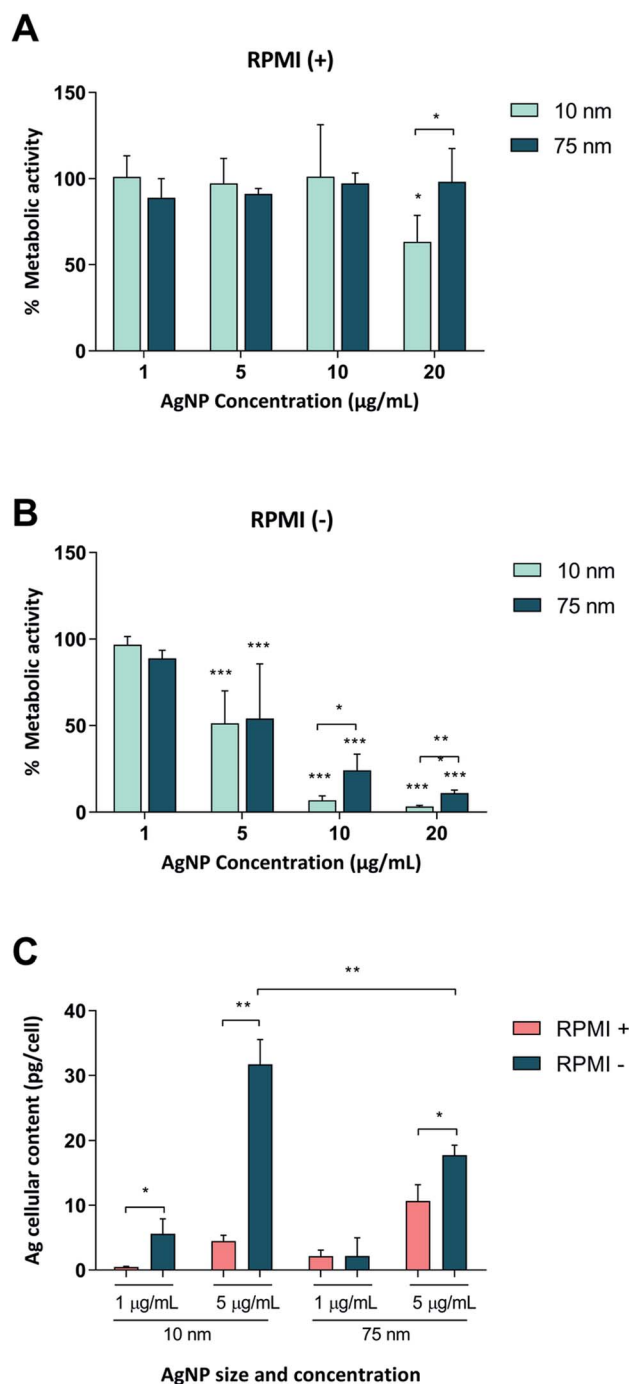 A
RPMI (+)
150
100
50
0
% Metabolic activity
10 nm
75 nm
*
*
1 5 10 20
AgNP Concentration (µg/mL)
B
RPMI (-)
150
100
50
0
% Metabolic activity
10 nm
75 nm
*** ***
*
*** ***
**
*
*** ***
1 5 10 20
AgNP Concentration (µg/mL)
C
40
30
20
10
0
Ag cellular content (pg/cell)
RPMI +
RPMI -
**
**
*
*
1 µg/mL 5 µg/mL 1 µg/mL 5 µg/mL
10 nm 75 nm
AgNP size and concentration